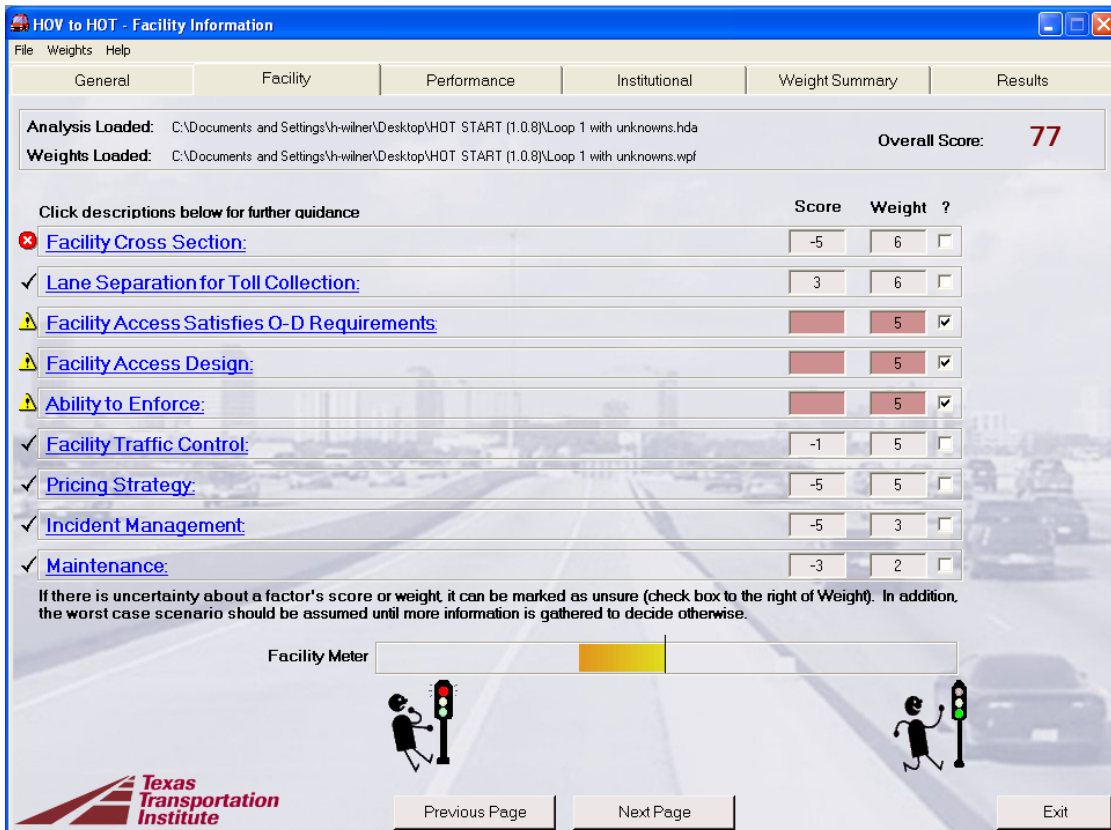 HOV to HOT - Facility Information
File Weights Help
General Facility Performance Institutional Weight Summary Results
Analysis Loaded: C:\Documents and Settings\h-wilner\Desktop\HOT START (1.0.8)\Loop 1 with unknowns.hda
Overall Score: 77
Weights Loaded: C:\Documents and Settings\h-wilner\Desktop\HOT START (1.0.8)\Loop 1 with unknowns.wpf
Click descriptions below for further guidance Score Weight ?
Facility Cross Section: -5 6
Lane Separation for Toll Collection: 3 6
Facility Access Satisfies O-D Requirements: 5
Facility Access Design: 5
Ability to Enforce: 5
Facility Traffic Control: -1 5
Pricing Strategy: -5 5
Incident Management: -5 3
Maintenance: -3 2
If there is uncertainty about a factor's score or weight, it can be marked as unsure (check box to the right of Weight). In addition,
the worst case scenario should be assumed until more information is gathered to decide otherwise.
Facility Meter
Texas
Transportation
Institute
Previous Page Next Page Exit